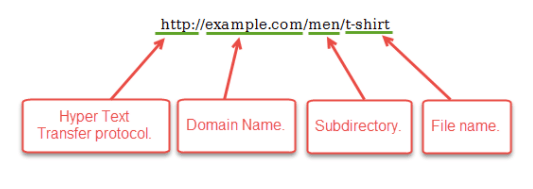 http://example.com/men/t-shirt
Hyper Text
Transfer protocol.
Domain Name.
Subdirectory.
File name.